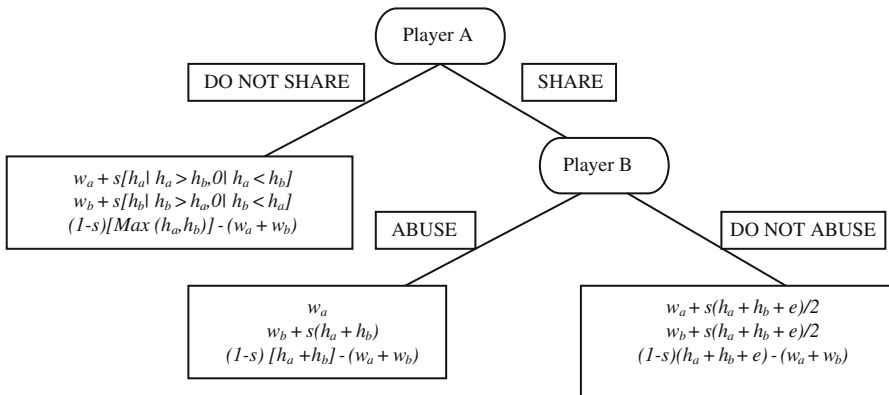 Player A
DO NOT SHARE
SHARE
Player B
w_a + s[h_a| h_a > h_b,0| h_a < h_b]
w_b + s[h_b| h_b > h_a,0| h_b < h_a]
(1-s)[Max (h_a,h_b)] - (w_a + w_b)
ABUSE
DO NOT ABUSE
w_a
w_b + s(h_a + h_b)
(1-s) [h_a +h_b] - (w_a + w_b)
w_a + s(h_a + h_b + e)/2
w_b + s(h_a + h_b + e)/2
(1-s)(h_a + h_b + e) - (w_a + w_b)